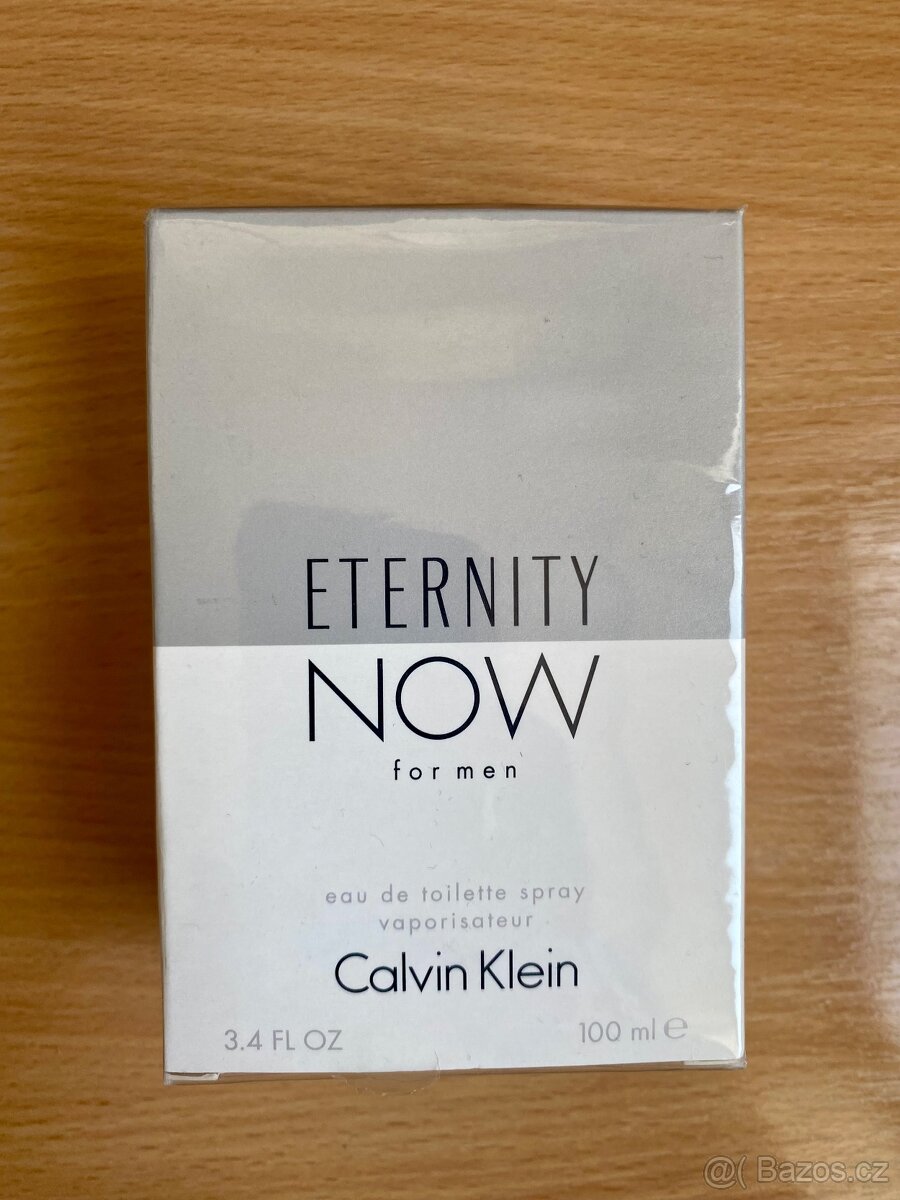 ETERNITY
NOW
for men
eau de toilette spray
vaporisateur
Calvin Klein
3.4 FL OZ
100 ml ℮
@( Bazos.cz